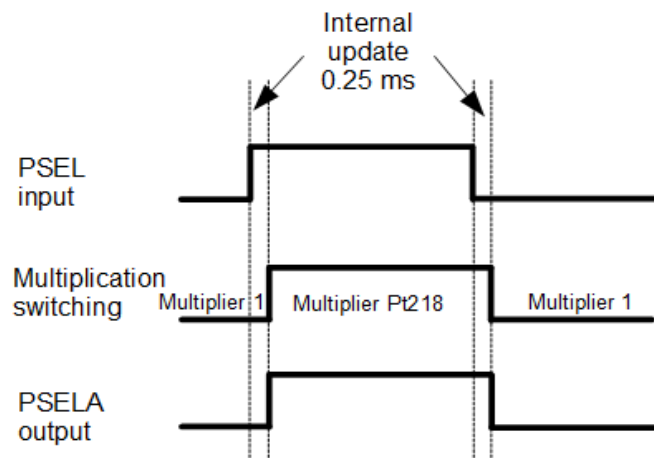 Internal
update
0.25 ms
PSEL
input
Multiplication
switching
Multiplier 1
Multiplier Pt218
Multiplier 1
PSELA
output